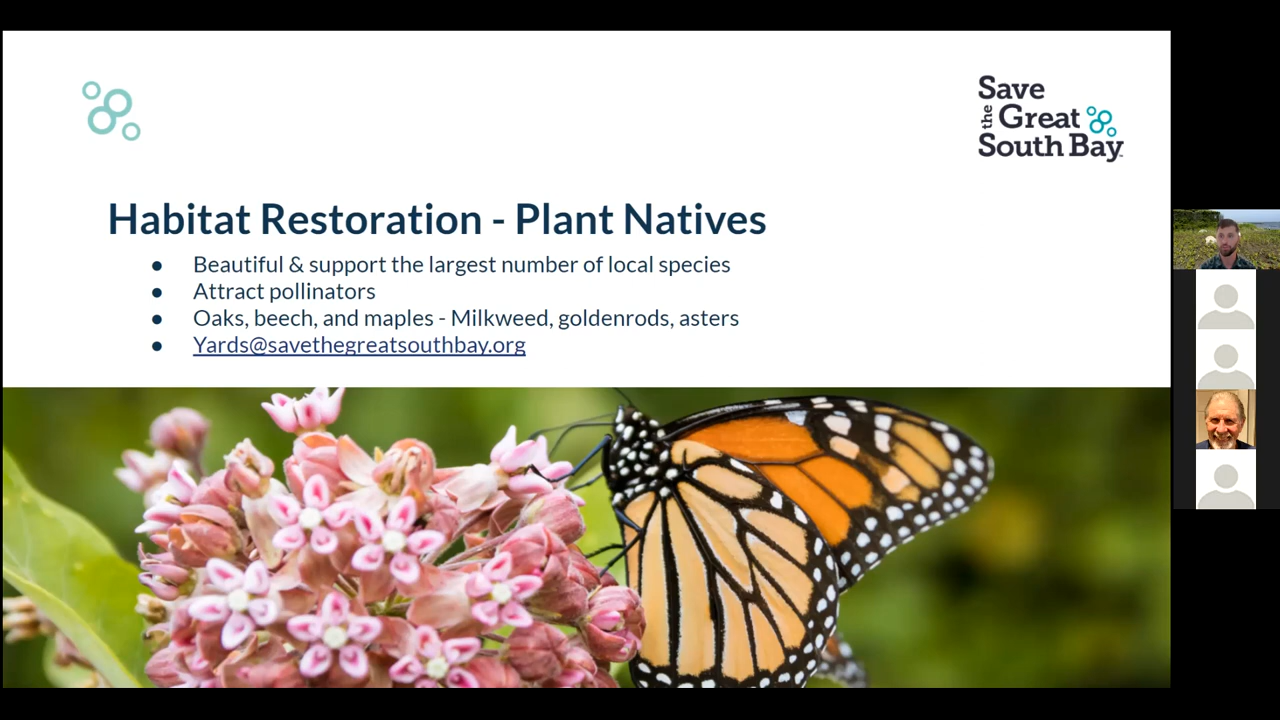 Save
the Great
South Bay
Habitat Restoration - Plant Natives
● Beautiful & support the largest number of local species
● Attract pollinators
● Oaks, beech, and maples - Milkweed, goldenrods, asters
● Yards@savethegreatsouthbay.org